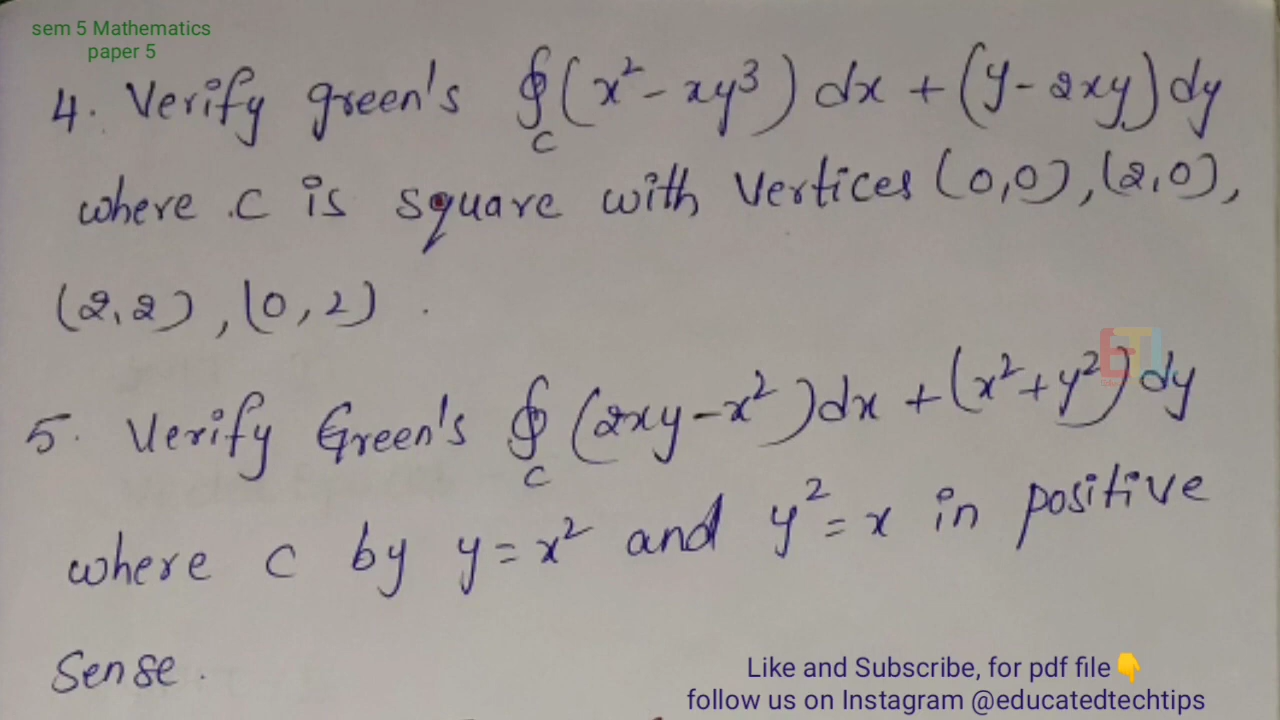 sem 5 Mathematics
paper 5
4. Verify green's ∮c (x² - xy³) dx + (y - 2xy) dy
where C is square with Vertices (0,0), (2,0),
(2,2), (0,2).
5. Verify Green's ∮c (2xy - x²) dx + (x² + y²) dy
where C by y = x² and y² = x in positive
sense.
ET
Like and Subscribe, for pdf file👇
follow us on Instagram @educatedtechtips